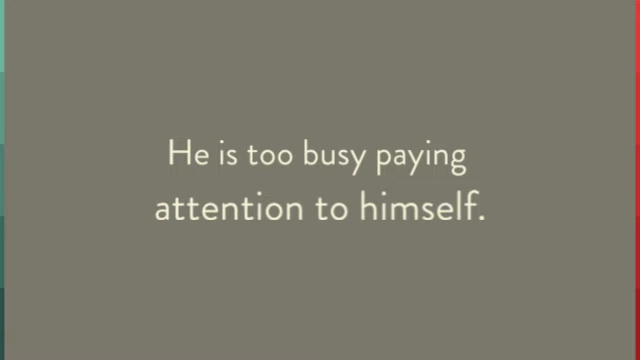 He is too busy paying
attention to himself.